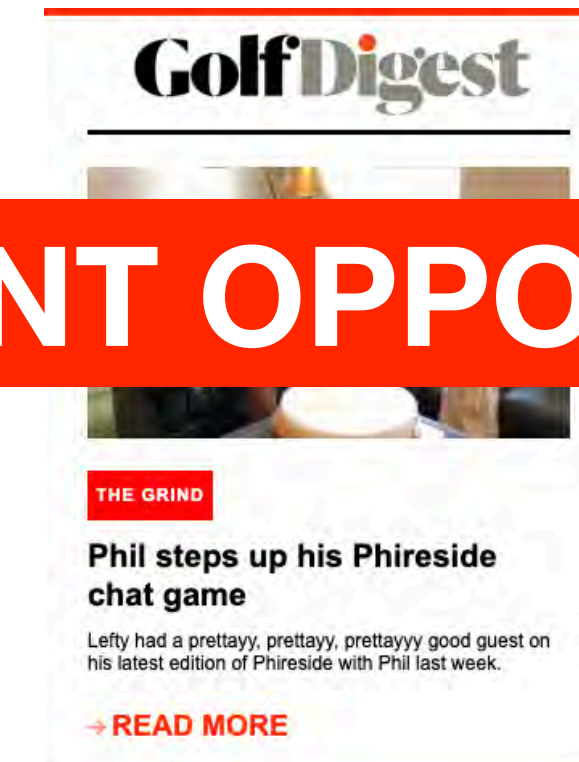 GolfDigest
NT OPPO
THE GRIND
Phil steps up his Phireside
chat game
Lefty had a prettayy, prettayy, prettayyy good guest on
his latest edition of Phireside with Phil last week.
→ READ MORE